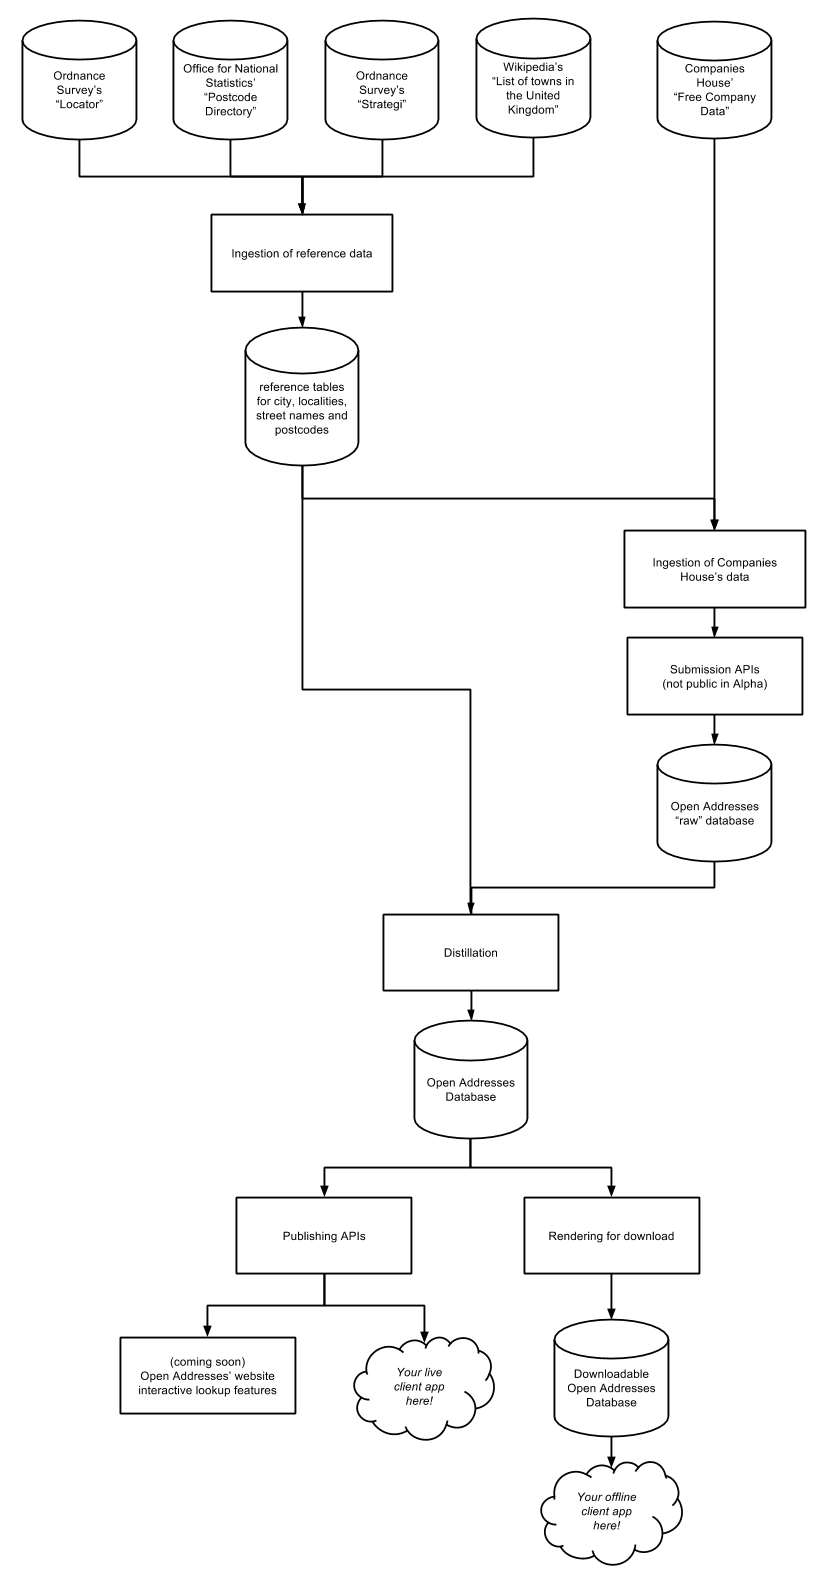 Ordnance
Survey’s
“Locator”
Office for National
Statistics’
“Postcode
Directory”
Ordnance
Survey’s
“Strategi”
Wikipedia’s
“List of towns in
the United
Kingdom”
Companies
House’
“Free Company
Data”
Ingestion of reference data
reference tables
for city, localities,
street names and
postcodes
Ingestion of Companies
House’s data
Submission APIs
(not public in Alpha)
Open Addresses
“raw” database
Distillation
Open Addresses
Database
Publishing APIs
Rendering for download
(coming soon)
Open Addresses’ website
interactive lookup features
Your live
client app
here!
Downloadable
Open Addresses
Database
Your offline
client app
here!